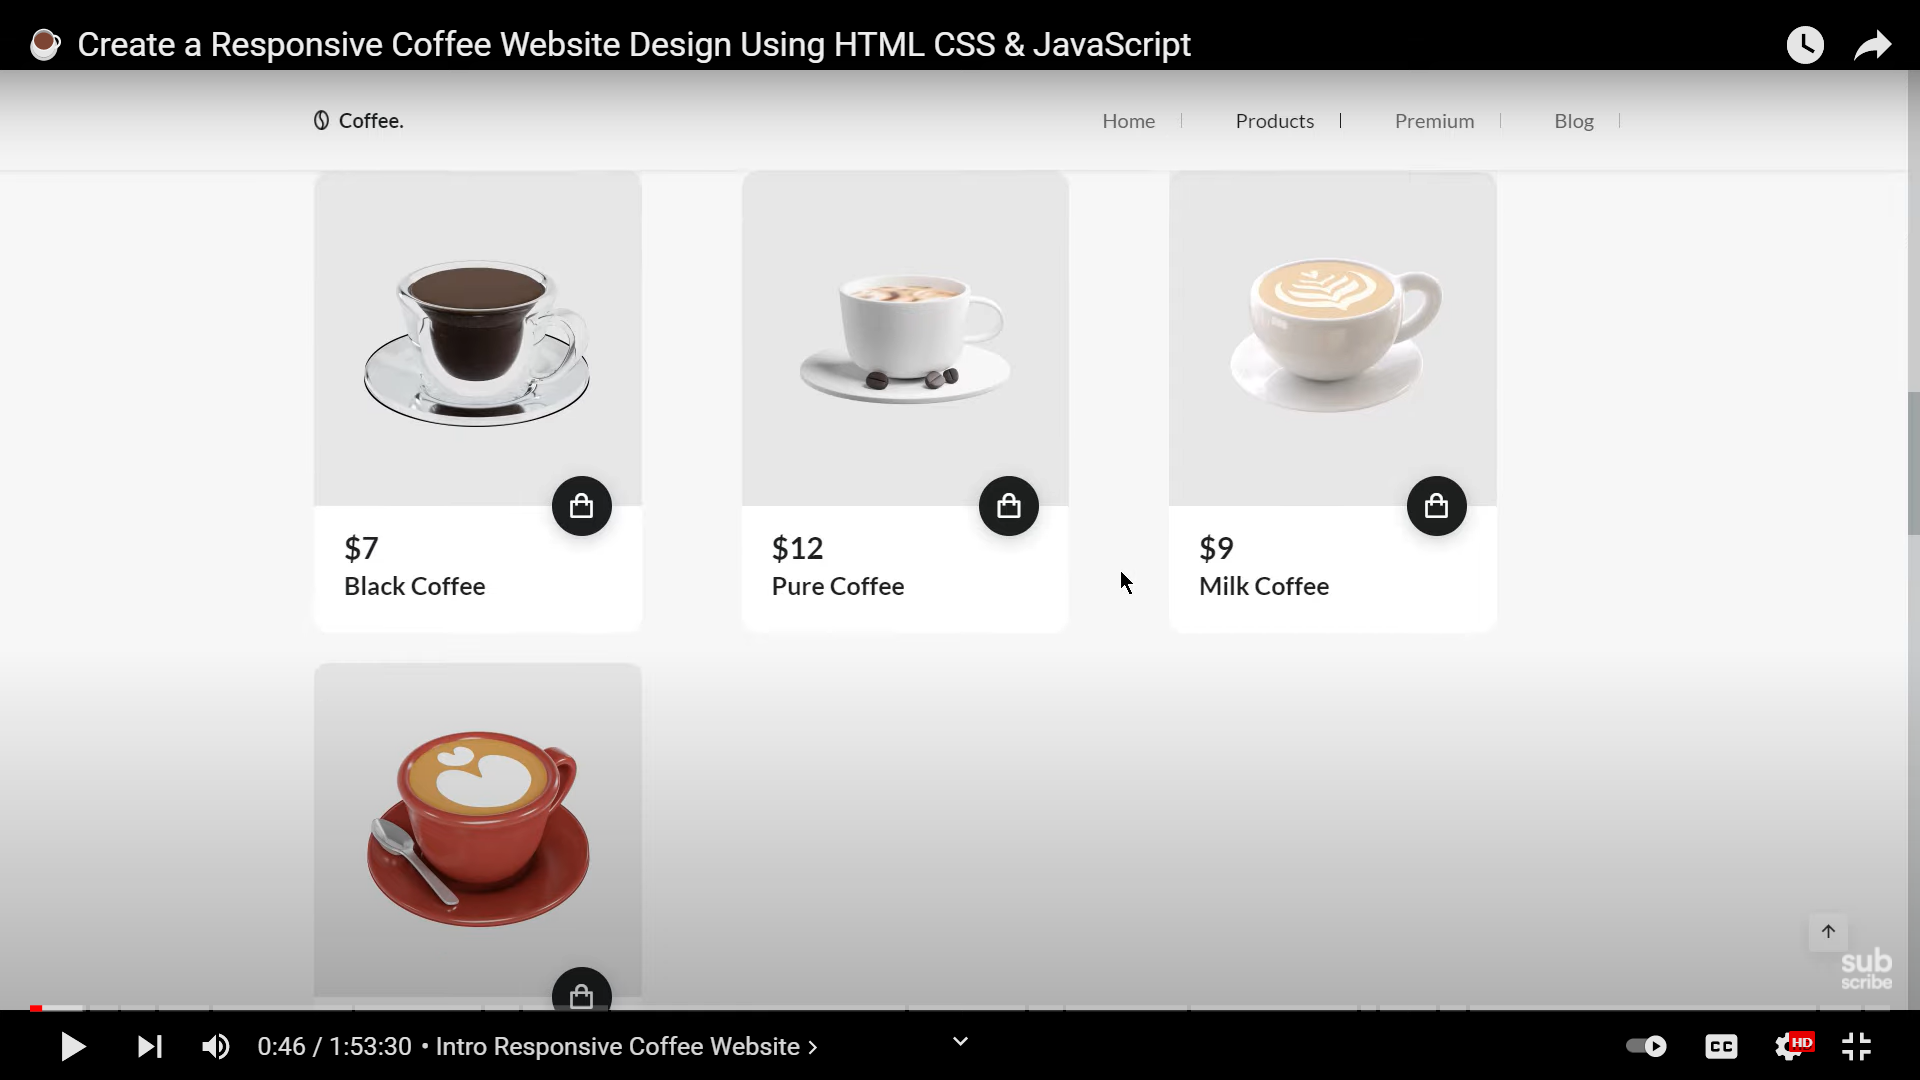 Create a Responsive Coffee Website Design Using HTML CSS & JavaScript
Coffee.
Home
Products
Premium
Blog
$7
Black Coffee
$12
Pure Coffee
$9
Milk Coffee
sub
scribe
0:46 / 1:53:30 • Intro Responsive Coffee Website
CC
HD